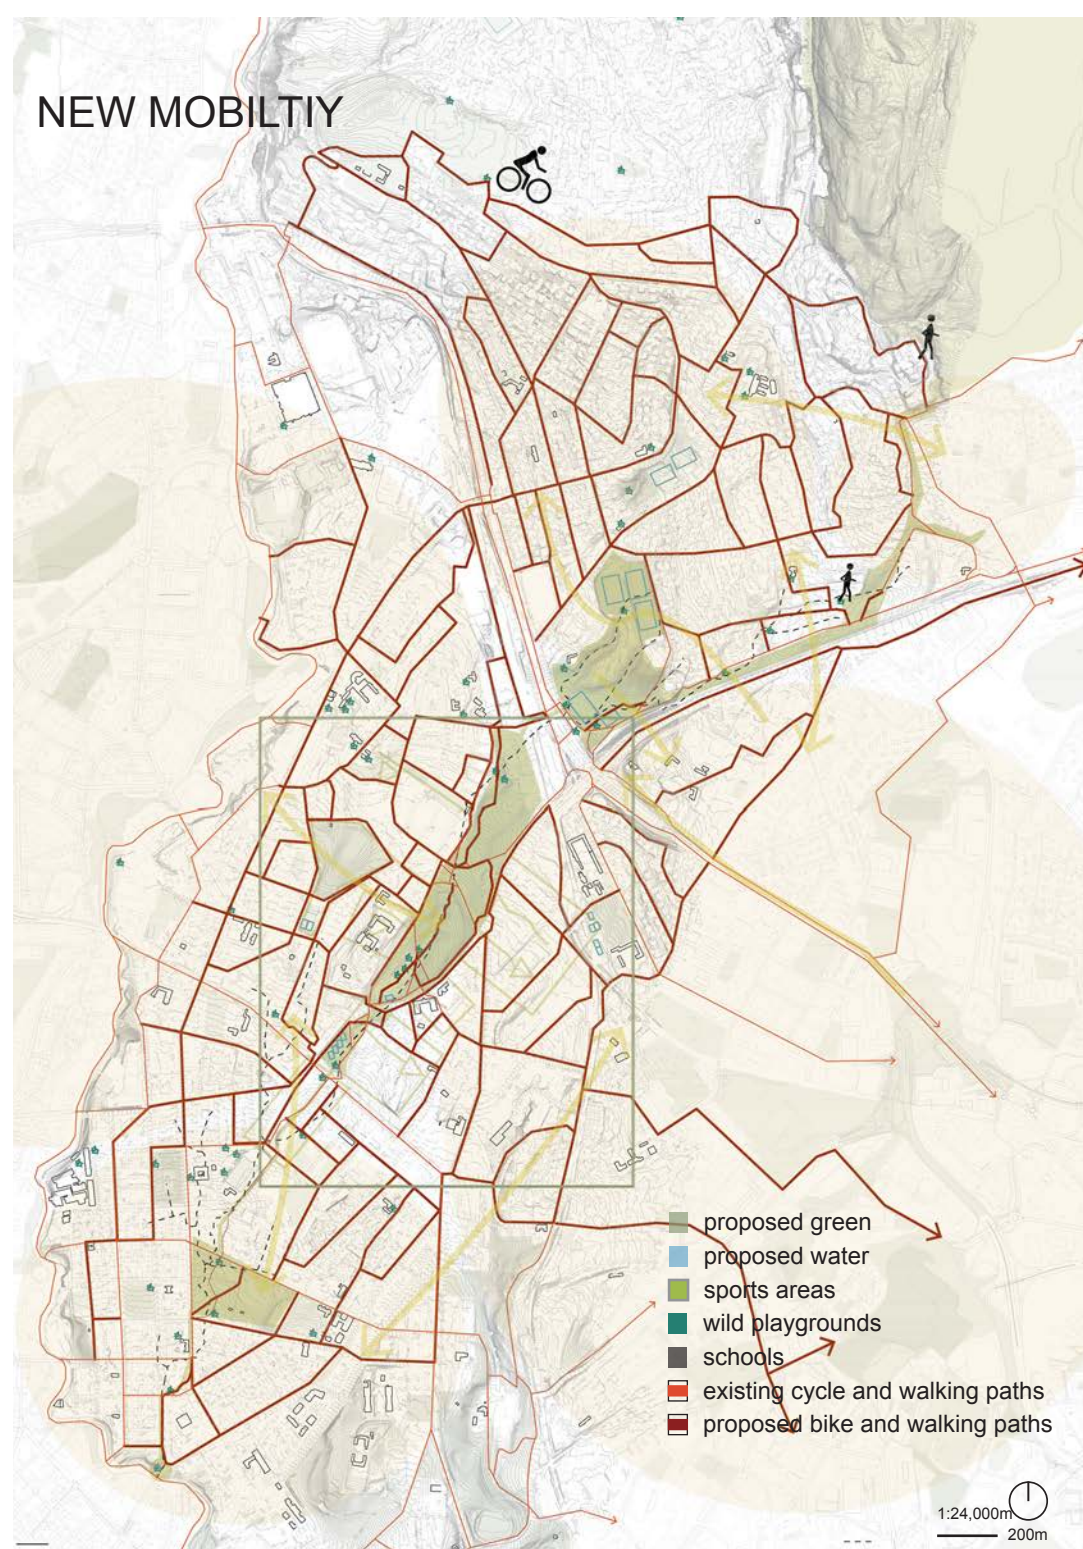 NEW MOBILTIY
proposed green
proposed water
sports areas
wild playgrounds
schools
existing cycle and walking paths
proposed bike and walking paths
1:24,000m
200m